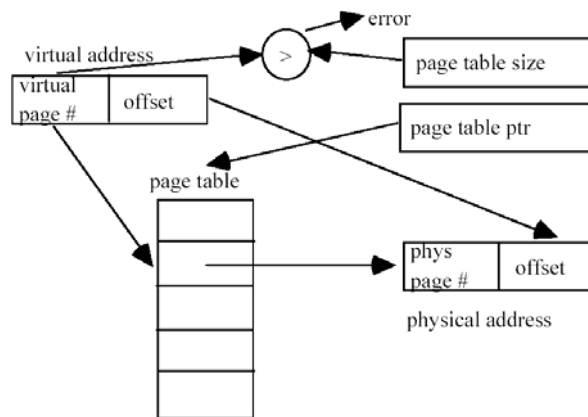 error
virtual address
>
page table size
virtual
page #
offset
page table ptr
page table
phys
page #
offset
physical address